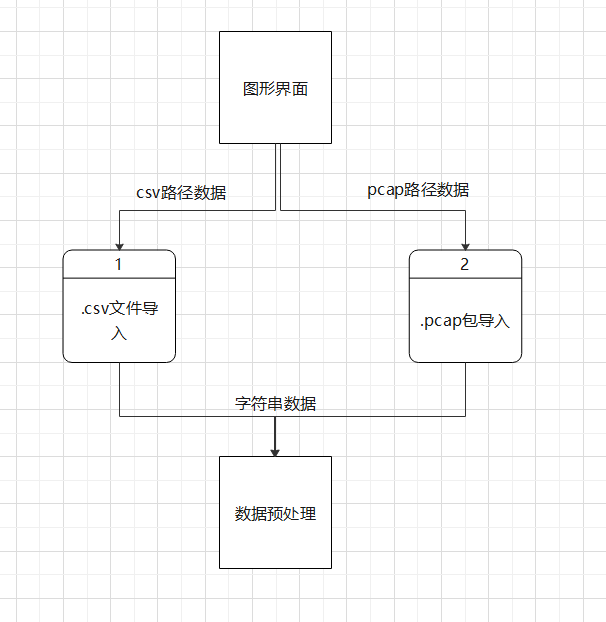 图形界面
csv路径数据
pcap路径数据
1
2
.csv文件导
入
.pcap包导入
字符串数据
数据预处理